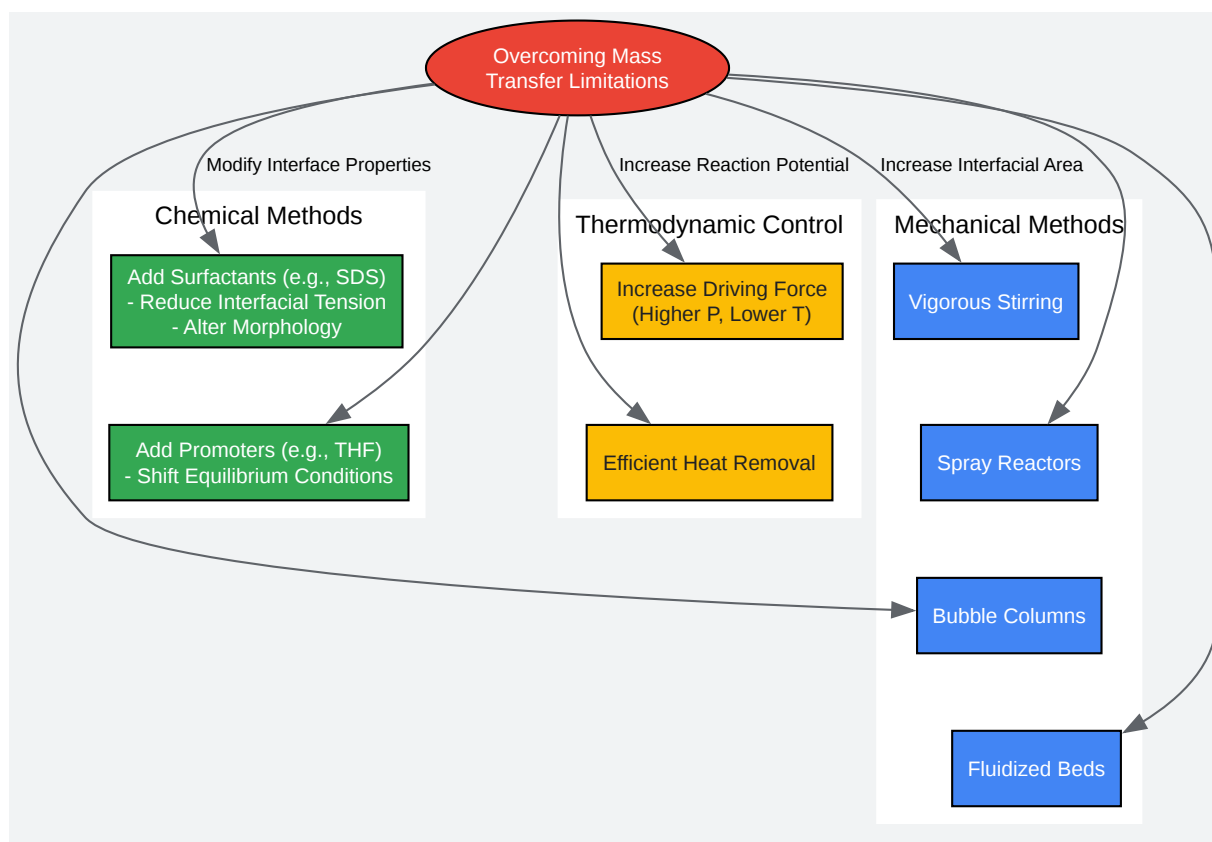 Overcoming Mass
Transfer Limitations
Modify Interface Properties
Increase Reaction Potential
Increase Interfacial Area
Chemical Methods
Add Surfactants (e.g., SDS)
- Reduce Interfacial Tension
- Alter Morphology
Add Promoters (e.g., THF)
- Shift Equilibrium Conditions
Thermodynamic Control
Increase Driving Force
(Higher P, Lower T)
Efficient Heat Removal
Mechanical Methods
Vigorous Stirring
Spray Reactors
Bubble Columns
Fluidized Beds